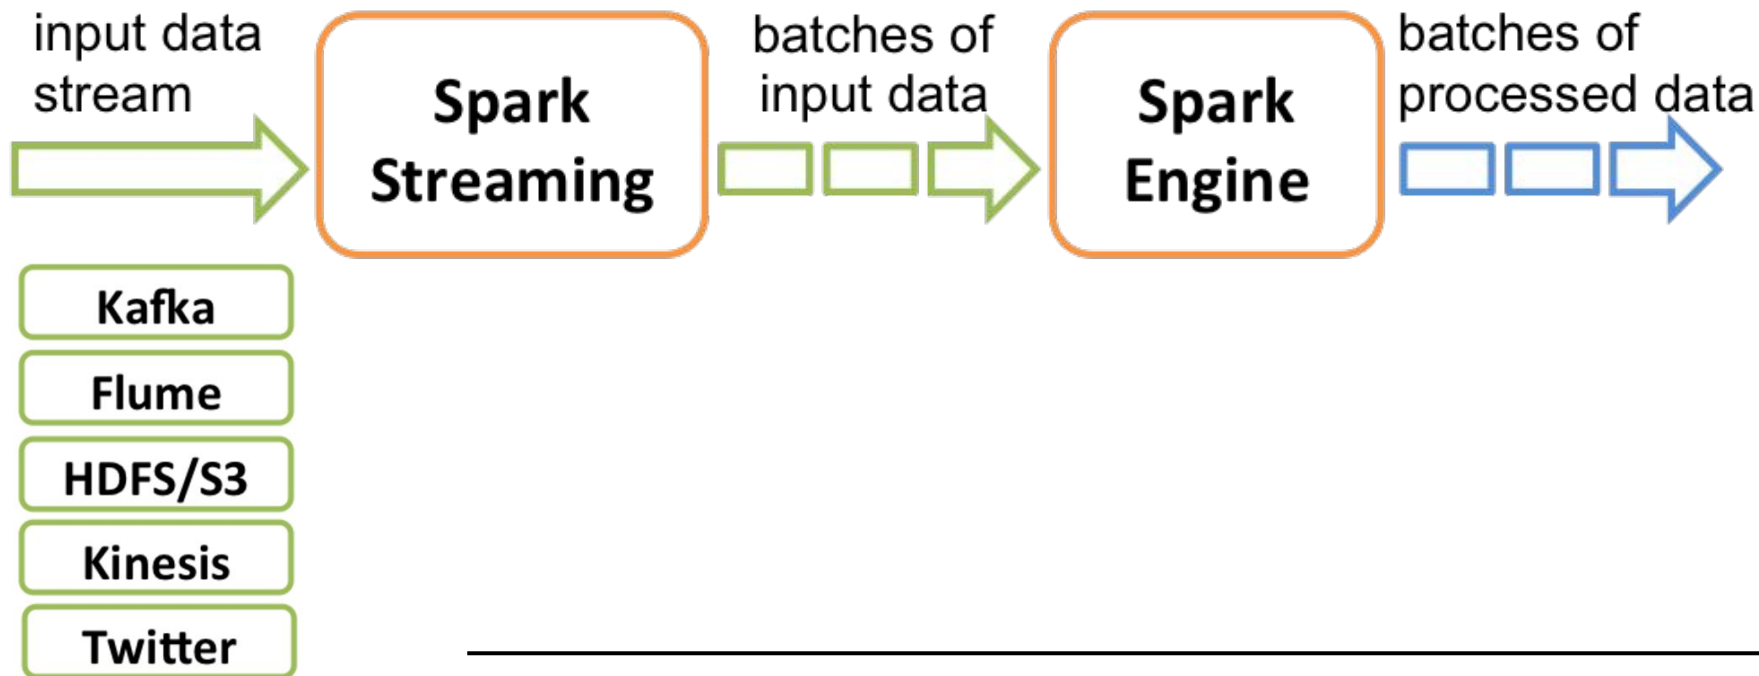 input data
stream
Spark
Streaming
batches of
input data
Spark
Engine
batches of
processed data
Kafka
Flume
HDFS/S3
Kinesis
Twitter